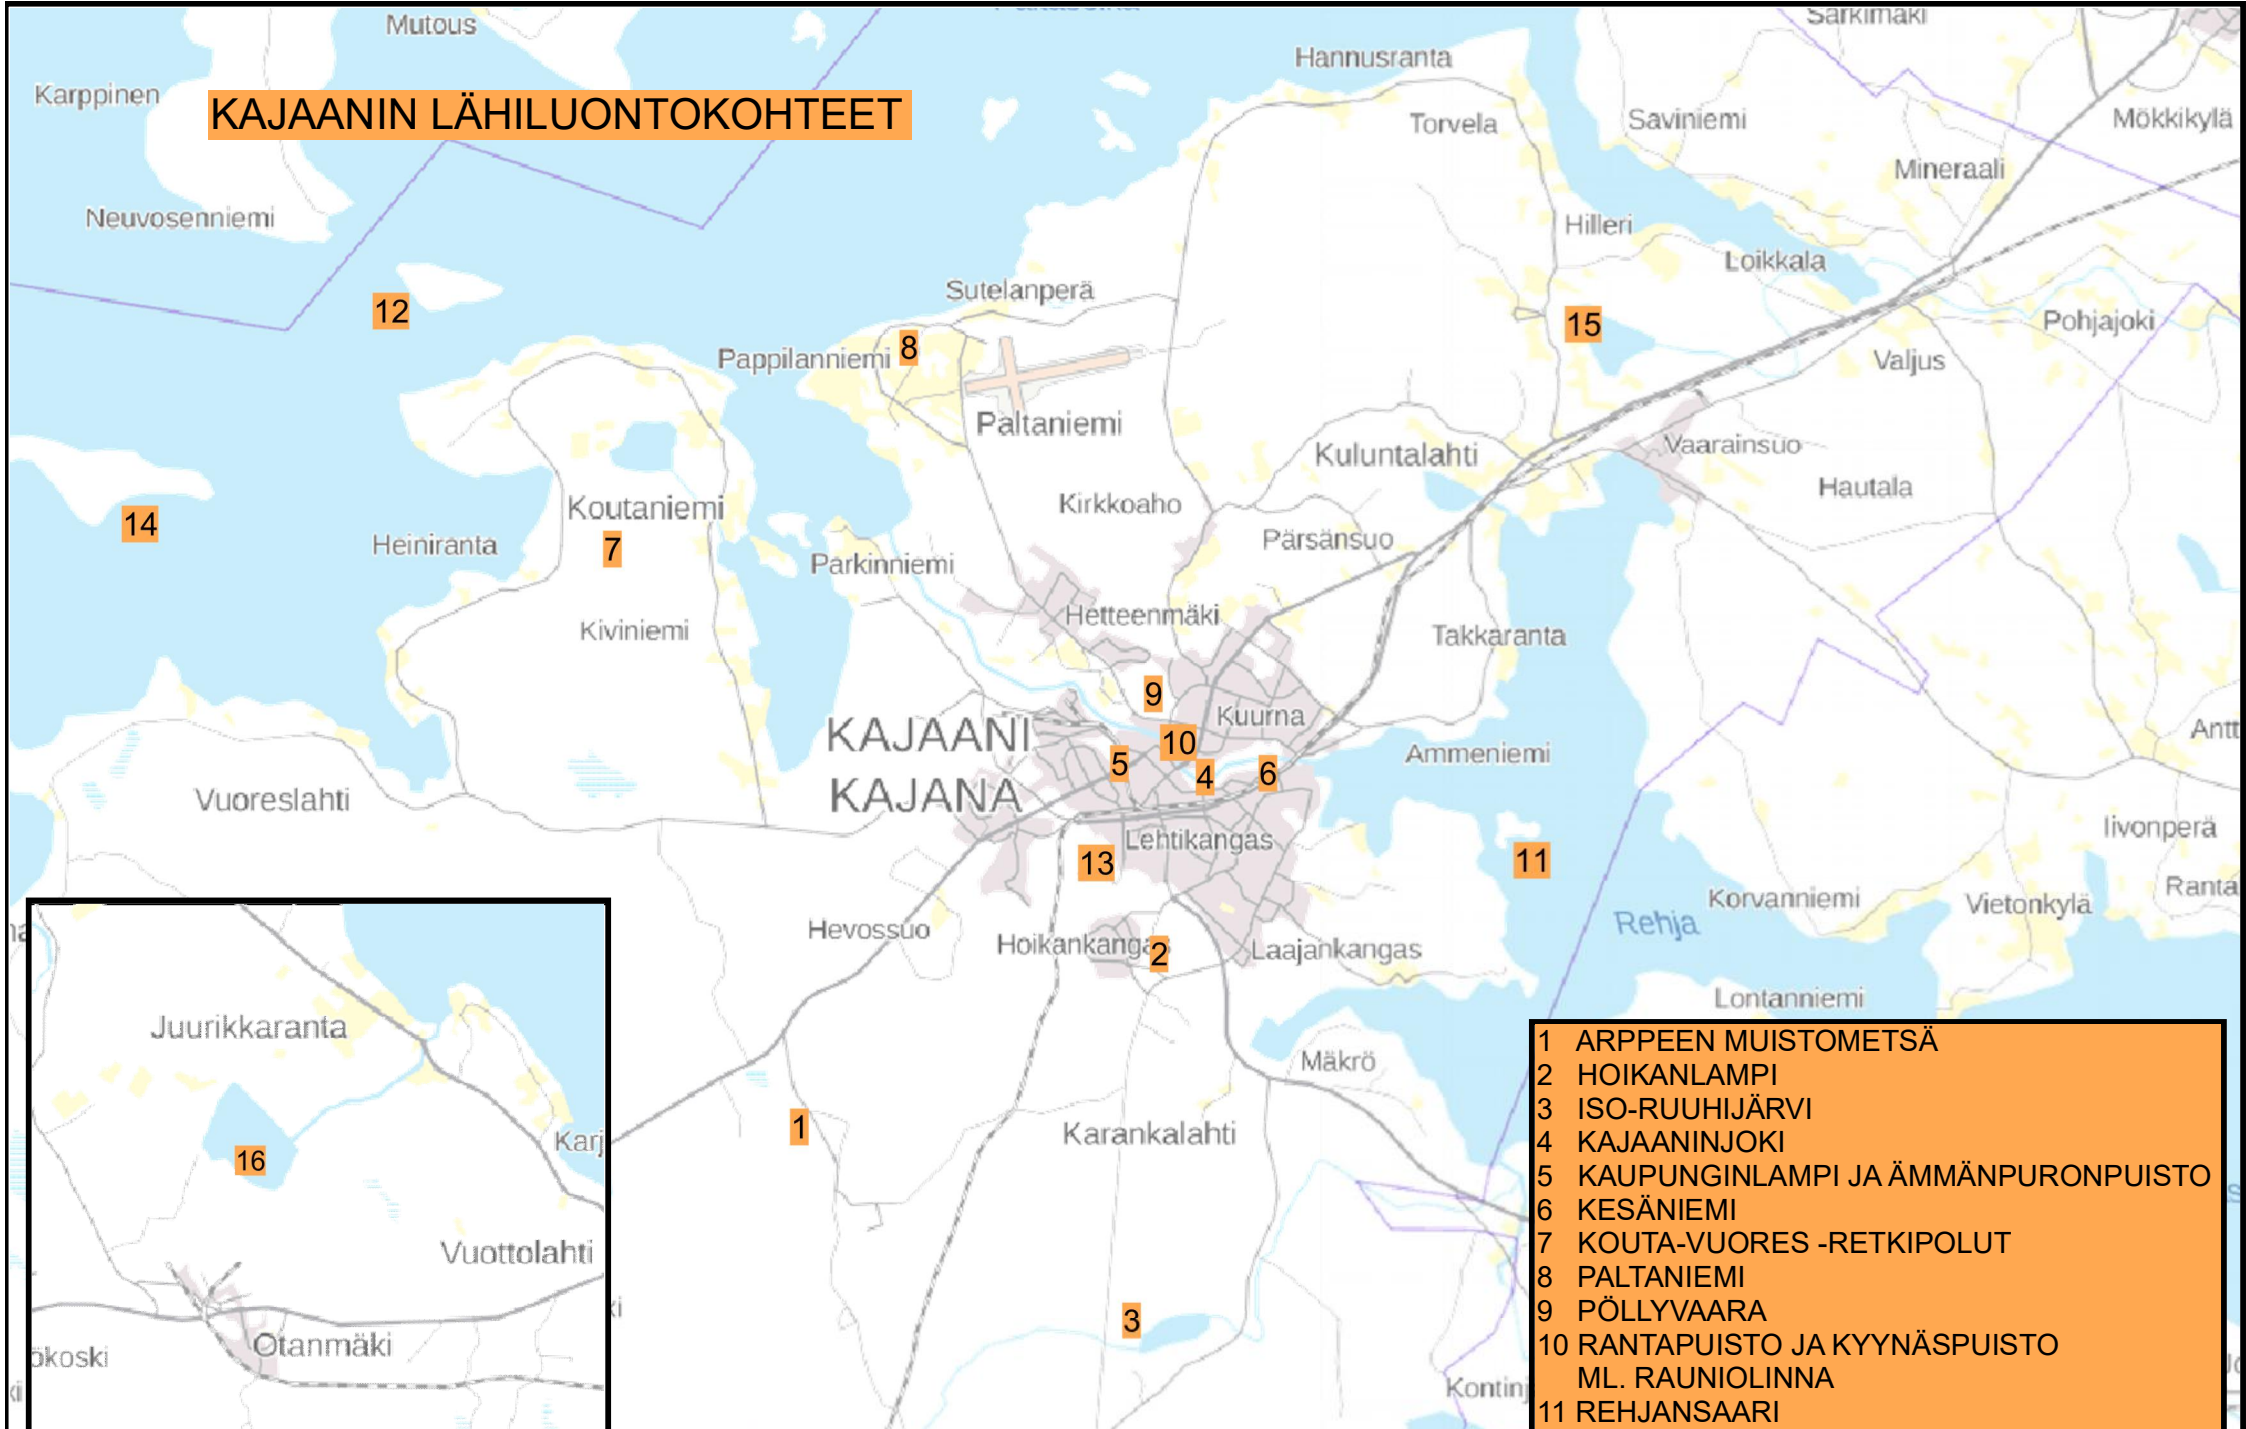 Mutous
Sarkimäki
Hannusranta
Karppinen
KAJAANIN LÄHILUONTOKOHTEET
Torvela
Saviniemi
Mökkikylä
Mineraali
Neuvosenniemi
Hilleri
Loikkala
Sutelanperä
12
15
Pohjajoki
Pappilanniemi
8
Valjus
Paltaniemi
Kuluntalahti
Vaarainsuo
Hautala
Koutaniemi
Kirkkoaho
14
Heiniranta
7
Pärsänsuo
Parkinniemi
Hetteenmäki
Kiviniemi
Takkaranta
9
KAJAANI
Kuurna
10
Antt
5
4
6
Ammeniemi
KAJANA
Vuoreslahti
Iivonperä
Lehtikangas
13
11
Ranta
Korvanniemi
Vietonkylä
Rehja
Hevossuo
Hoikankangas
2
Laajankangas
Lontanniemi
Juurikkaranta
Mäkrö
1
Karankalahti
Karj
16
Vuottolahti
3
Otanmäki
ökoski
Kontinj
1 ARPPEEN MUISTOMETSÄ
2 HOIKANLAMPI
3 ISO-RUUHIJÄRVI
4 KAJAANINJOKI
5 KAUPUNGINLAMPI JA ÄMMÄNPURONPUISTO
6 KESÄNIEMI
7 KOUTA-VUORES -RETKIPOLUT
8 PALTANIEMI
9 PÖLLYVAARA
10 RANTAPUISTO JA KYYNÄSPUISTO
ML. RAUNIOLINNA
11 REHJANSAARI